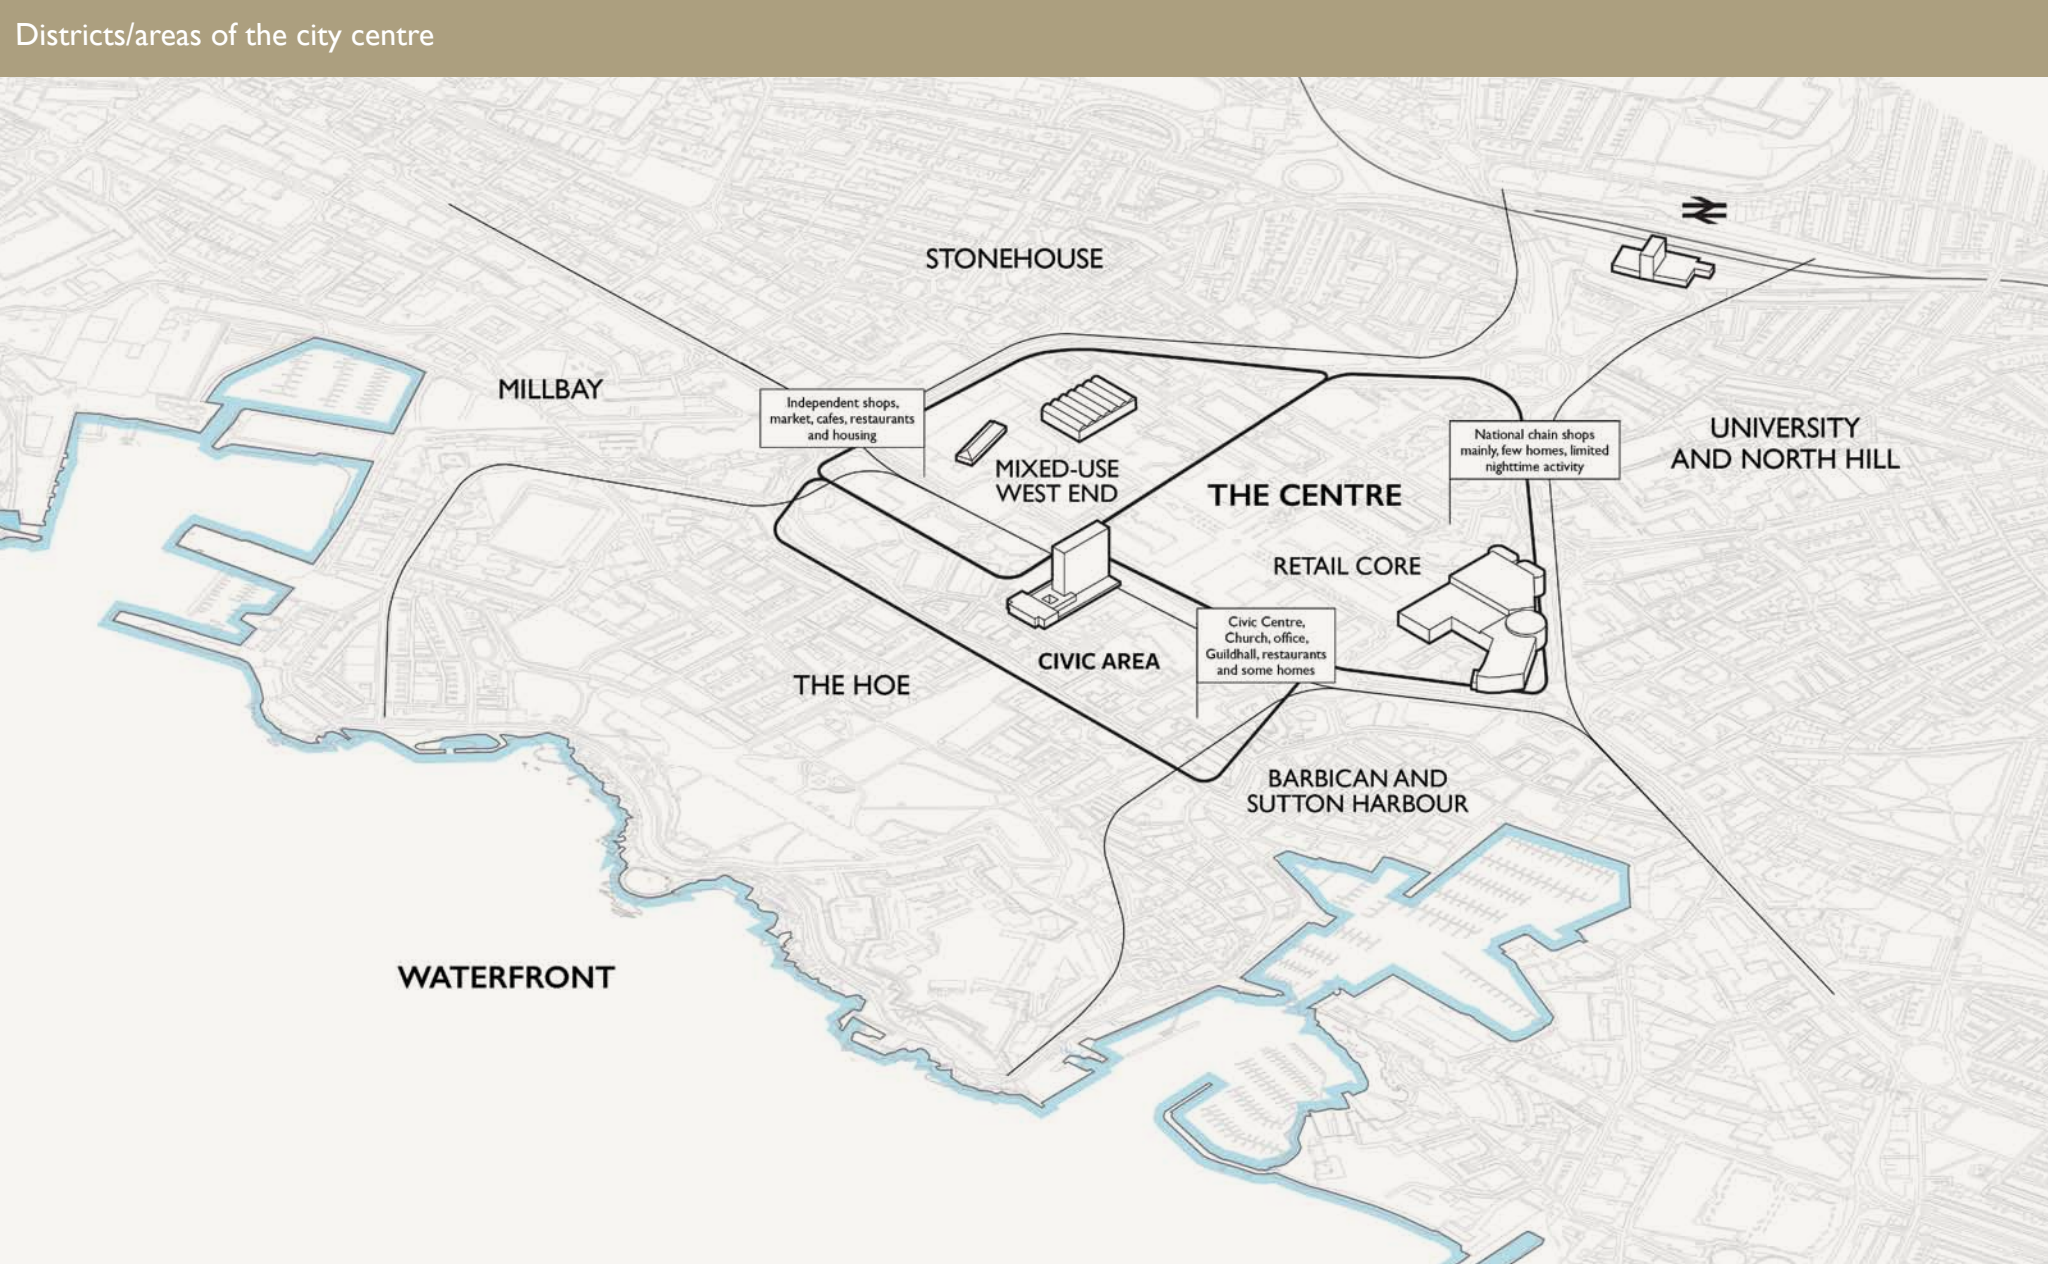 Districts/areas of the city centre
STONEHOUSE
MILLBAY
Independent shops,
market, cafes, restaurants
and housing
MIXED-USE
WEST END
THE CENTRE
National chain shops
mainly, few homes, limited
nighttime activity
UNIVERSITY
AND NORTH HILL
RETAIL CORE
Civic Centre,
Church, office,
Guildhall, restaurants
and some homes
CIVIC AREA
THE HOE
BARBICAN AND
SUTTON HARBOUR
WATERFRONT